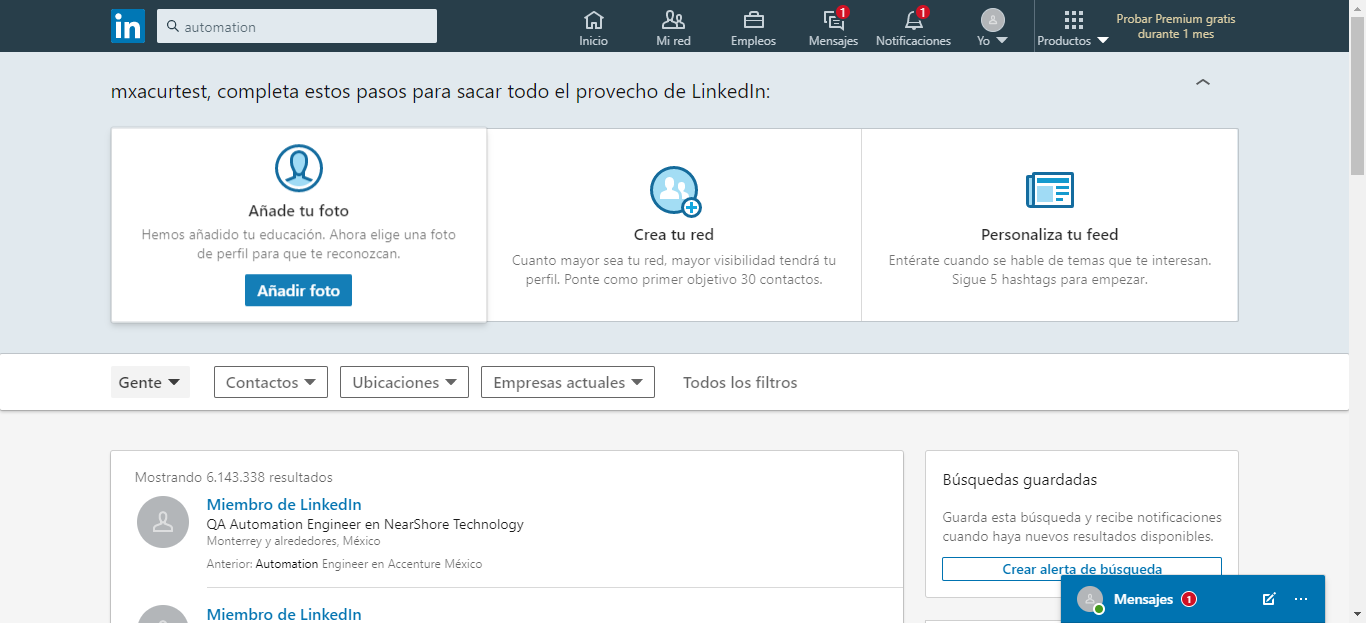 in
automation
Inicio
Mi red
Empleos
1
Mensajes
1
Notificaciones
Yo
Productos
Probar Premium gratis
durante 1 mes
mxacurtest, completa estos pasos para sacar todo el provecho de LinkedIn:
Añade tu foto
Hemos añadido tu educación. Ahora elige una foto
de perfil para que te reconozcan.
Añadir foto
Crea tu red
Cuanto mayor sea tu red, mayor visibilidad tendrá tu
perfil. Ponte como primer objetivo 30 contactos.
Personaliza tu feed
Entérate cuando se hable de temas que te interesan.
Sigue 5 hashtags para empezar.
Gente
Contactos
Ubicaciones
Empresas actuales
Todos los filtros
Mostrando 6.143.338 resultados
Miembro de LinkedIn
QA Automation Engineer en NearShore Technology
Monterrey y alrededores, México
Anterior: Automation Engineer en Accenture México
Miembro de LinkedIn
Búsquedas guardadas
Guarda esta búsqueda y recibe notificaciones
cuando haya nuevos resultados disponibles.
Crear alerta de búsqueda
Mensajes 1